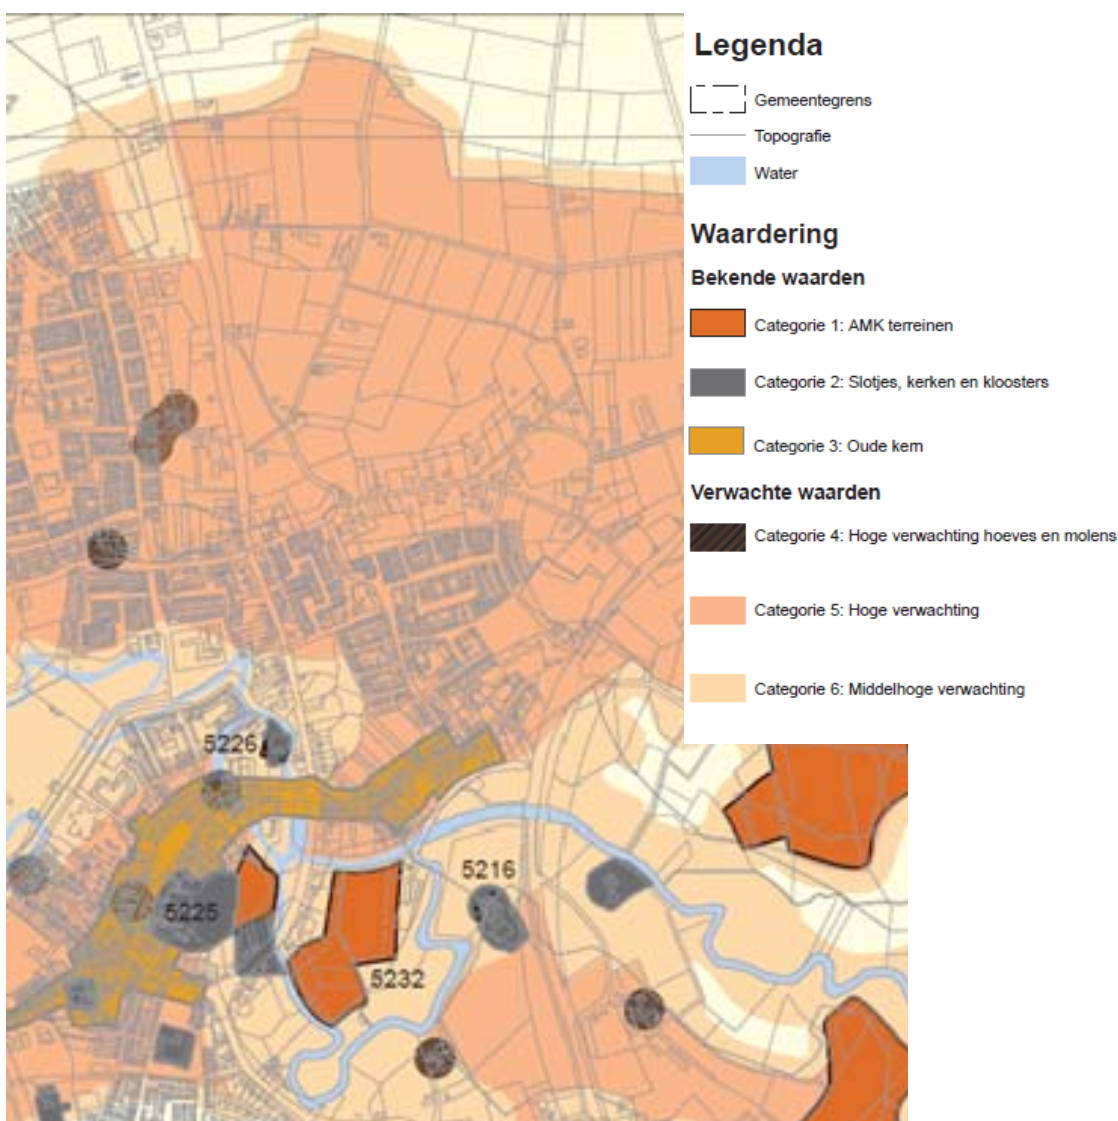 Legenda
Gemeentegrens
Topografie
Water
Waardering
Bekende waarden
Categorie 1: AMK terreinen
Categorie 2: Slotjes, kerken en kloosters
Categorie 3: Oude kern
Verwachte waarden
Categorie 4: Hoge verwachting hoeves en molens
Categorie 5: Hoge verwachting
Categorie 6: Middelhoge verwachting
5226
5216
5225
5232